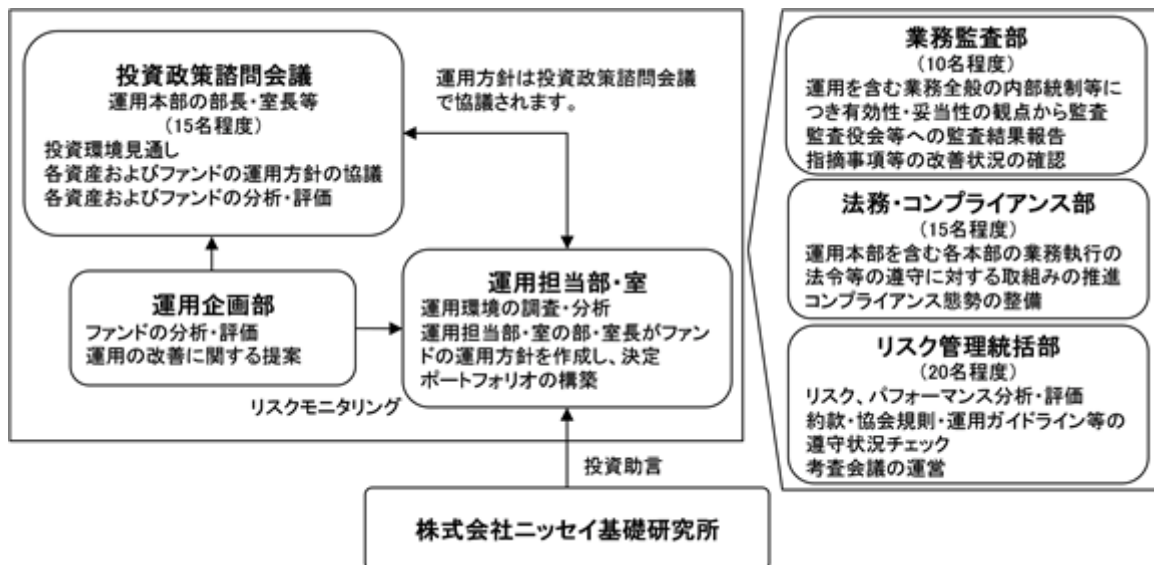 投資政策諮問会議
運用本部の部長・室長等
(15名程度)
投資環境見通し
各資産およびファンドの運用方針の協議
各資産およびファンドの分析・評価
運用方針は投資政策諮問会議
で協議されます。
運用企画部
ファンドの分析・評価
運用の改善に関する提案
運用担当部・室
運用環境の調査・分析
運用担当部・室の部・室長がファン
ドの運用方針を作成し、決定
ポートフォリオの構築
リスクモニタリング
投資助言
株式会社ニッセイ基礎研究所
業務監査部
(10名程度)
運用を含む業務全般の内部統制等に
つき有効性・妥当性の観点から監査
監査役会等への監査結果報告
指摘事項等の改善状況の確認
法務・コンプライアンス部
(15名程度)
運用本部を含む各本部の業務執行の
法令等の遵守に対する取組みの推進
コンプライアンス態勢の整備
リスク管理統括部
(20名程度)
リスク、パフォーマンス分析・評価
約款・協会規則・運用ガイドライン等の
遵守状況チェック
考査会議の運営